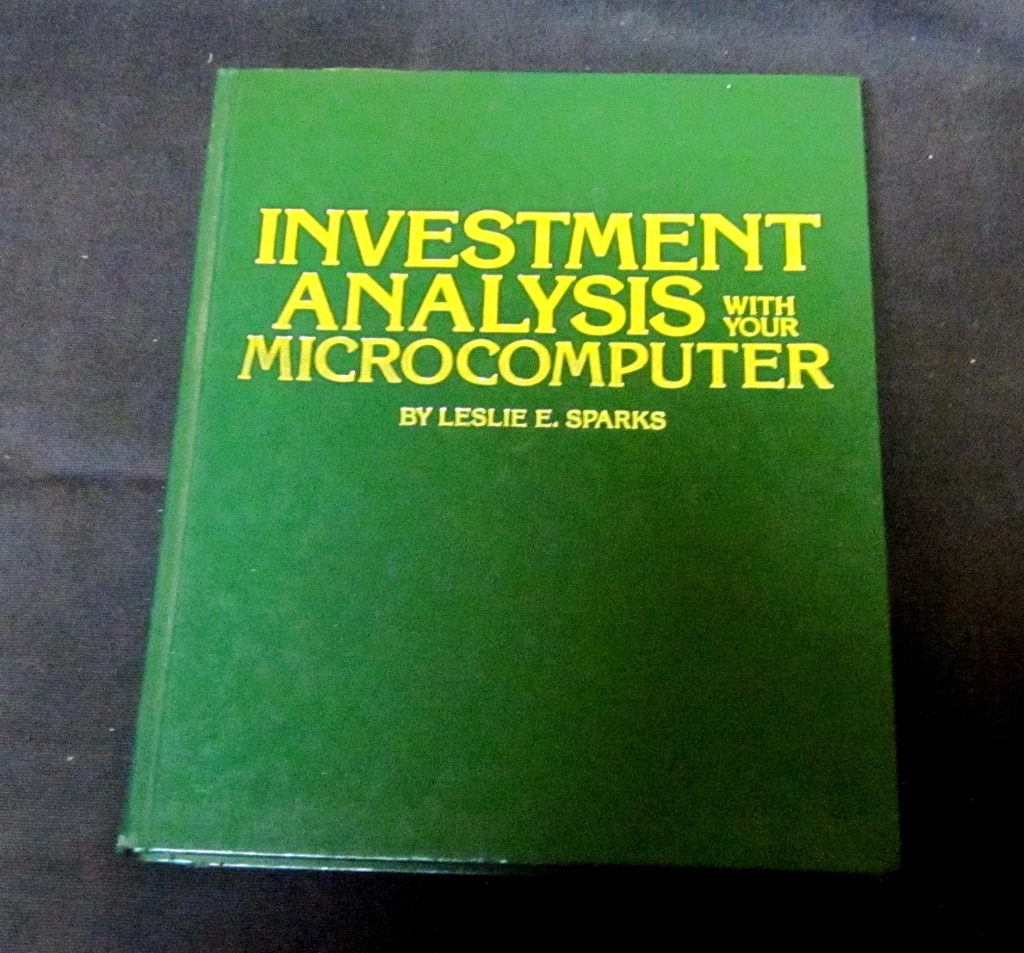 INVESTMENT
ANALYSIS WITH YOUR
MICROCOMPUTER
BY LESLIE E. SPARKS